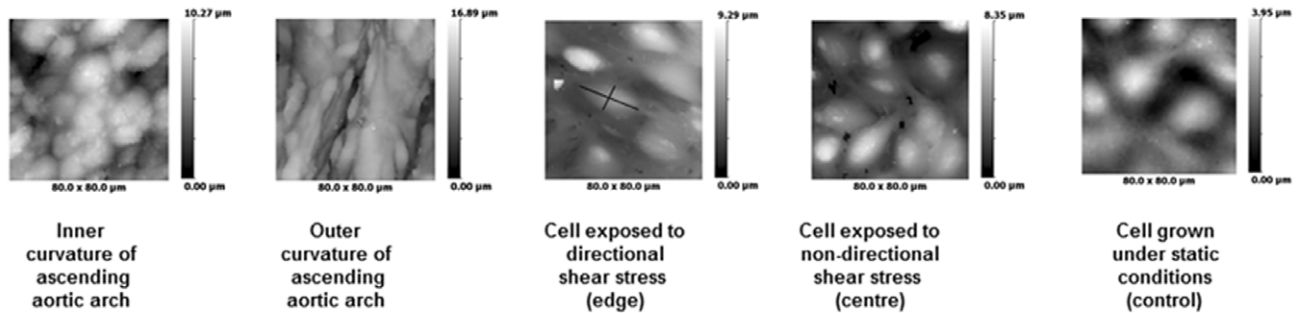 10.27 µm
0.00 µm
80.0 x 80.0 µm
16.89 µm
0.00 µm
80.0 x 80.0 µm
9.29 µm
0.00 µm
80.0 x 80.0 µm
8.35 µm
0.00 µm
80.0 x 80.0 µm
3.95 µm
0.00 µm
80.0 x 80.0 µm
Inner
curvature of
ascending
aortic arch
Outer
curvature of
ascending
aortic arch
Cell exposed to
directional
shear stress
(edge)
Cell exposed to
non-directional
shear stress
(centre)
Cell grown
under static
conditions
(control)